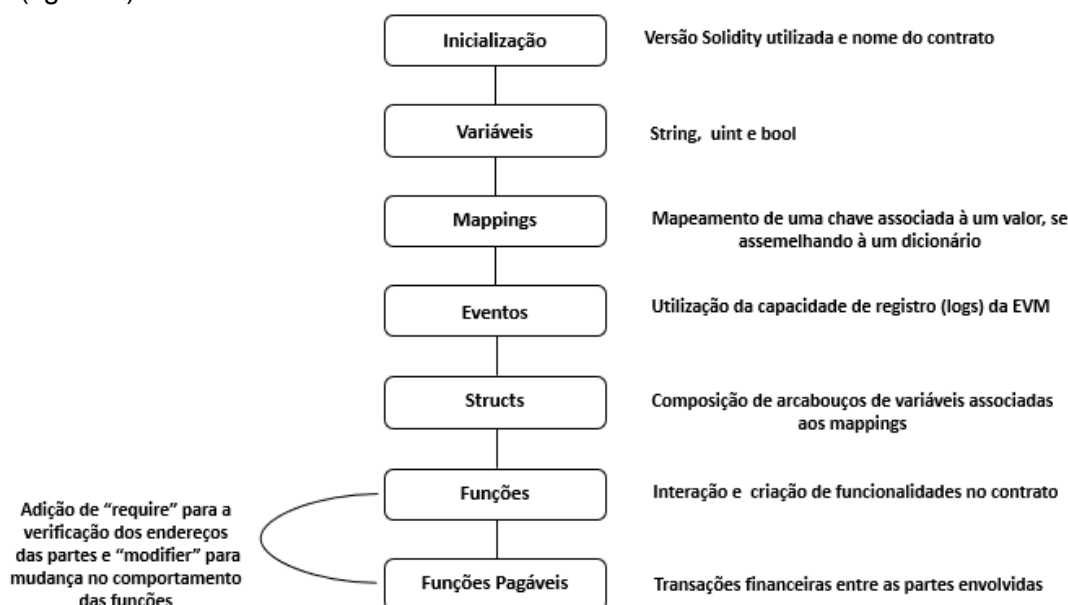 Inicialização
Versão Solidity utilizada e nome do contrato
Variáveis
String, uint e bool
Mappings
Mapeamento de uma chave associada à um valor, se
assemelhando à um dicionário
Eventos
Utilização da capacidade de registro (logs) da EVM
Structs
Composição de arcabouços de variáveis associadas
aos mappings
Funções
Interação e criação de funcionalidades no contrato
Adição de “require” para a
verificação dos endereços
das partes e “modifier” para
mudança no comportamento
das funções
Funções Pagáveis
Transações financeiras entre as partes envolvidas